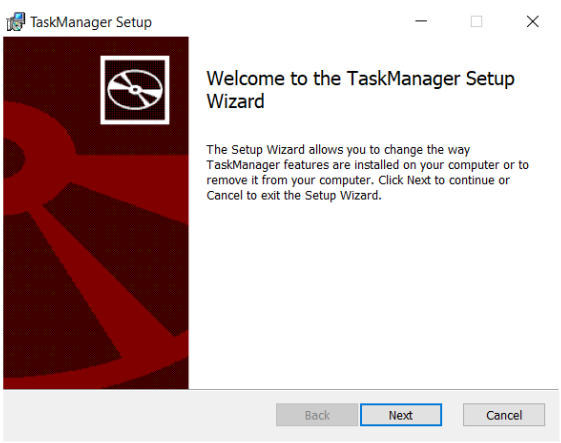 TaskManager Setup
Welcome to the TaskManager Setup
Wizard
The Setup Wizard allows you to change the way
TaskManager features are installed on your computer or to
remove it from your computer. Click Next to continue or
Cancel to exit the Setup Wizard.
Back Next Cancel